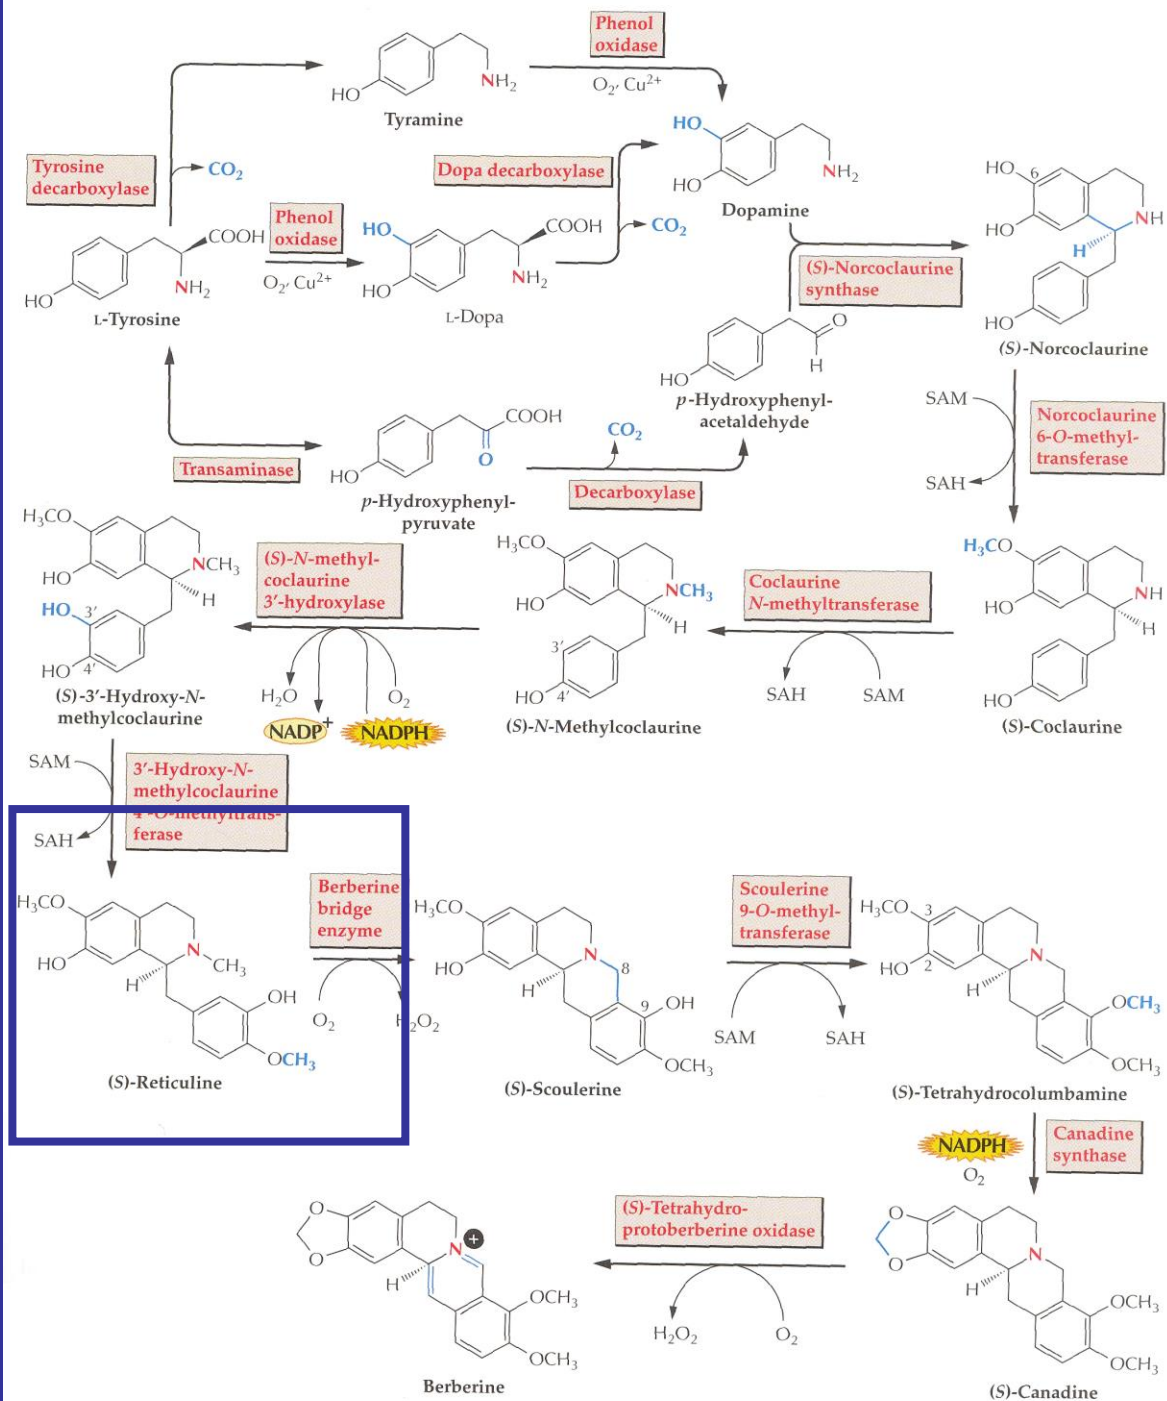 Phenol
oxidase
O₂, Cu²⁺
HO
NH₂
Tyramine
Tyrosine
decarboxylase
CO₂
Dopa decarboxylase
HO
HO
NH₂
Dopamine
HO
6
HO
NH
H
HO
(S)-Norcoclaurine
COOH
NH₂
HO
L-Tyrosine
Phenol
oxidase
O₂, Cu²⁺
HO
HO
COOH
NH₂
L-Dopa
CO₂
(S)-Norcoclaurine
synthase
O
H
HO
p-Hydroxyphenyl-
acetaldehyde
SAM
SAH
Norcoclaurine
6-O-methyl-
transferase
Transaminase
COOH
O
HO
p-Hydroxyphenyl-
pyruvate
CO₂
Decarboxylase
H₃CO
HO
NCH₃
H
HO
3′
HO
4′
(S)-3′-Hydroxy-N-
methylcoclaurine
(S)-N-methyl-
coclaurine
3′-hydroxylase
H₂O
O₂
NADP+
NADPH
H₃CO
HO
NCH₃
H
3′
HO
4′
(S)-N-Methylcoclaurine
Coclaurine
N-methyltransferase
SAH
SAM
H₃CO
HO
NH
H
HO
(S)-Coclaurine
SAM
SAH
3′-Hydroxy-N-
methylcoclaurine
4′-O-methyltrans-
ferase
H₃CO
HO
N
CH₃
H
OH
OCH₃
(S)-Reticuline
Berberine
bridge
enzyme
O₂
H₂O₂
H₃CO
HO
N
8
H
9
OH
OCH₃
(S)-Scoulerine
Scoulerine
9-O-methyl-
transferase
SAM
SAH
H₃CO
3
HO
2
N
H
OCH₃
OCH₃
(S)-Tetrahydrocolumbamine
NADPH
O₂
Canadine
synthase
O
O
N
H
OCH₃
OCH₃
(S)-Canadine
(S)-Tetrahydro-
protoberberine oxidase
H₂O₂
O₂
O
O
N
+
H
OCH₃
OCH₃
Berberine